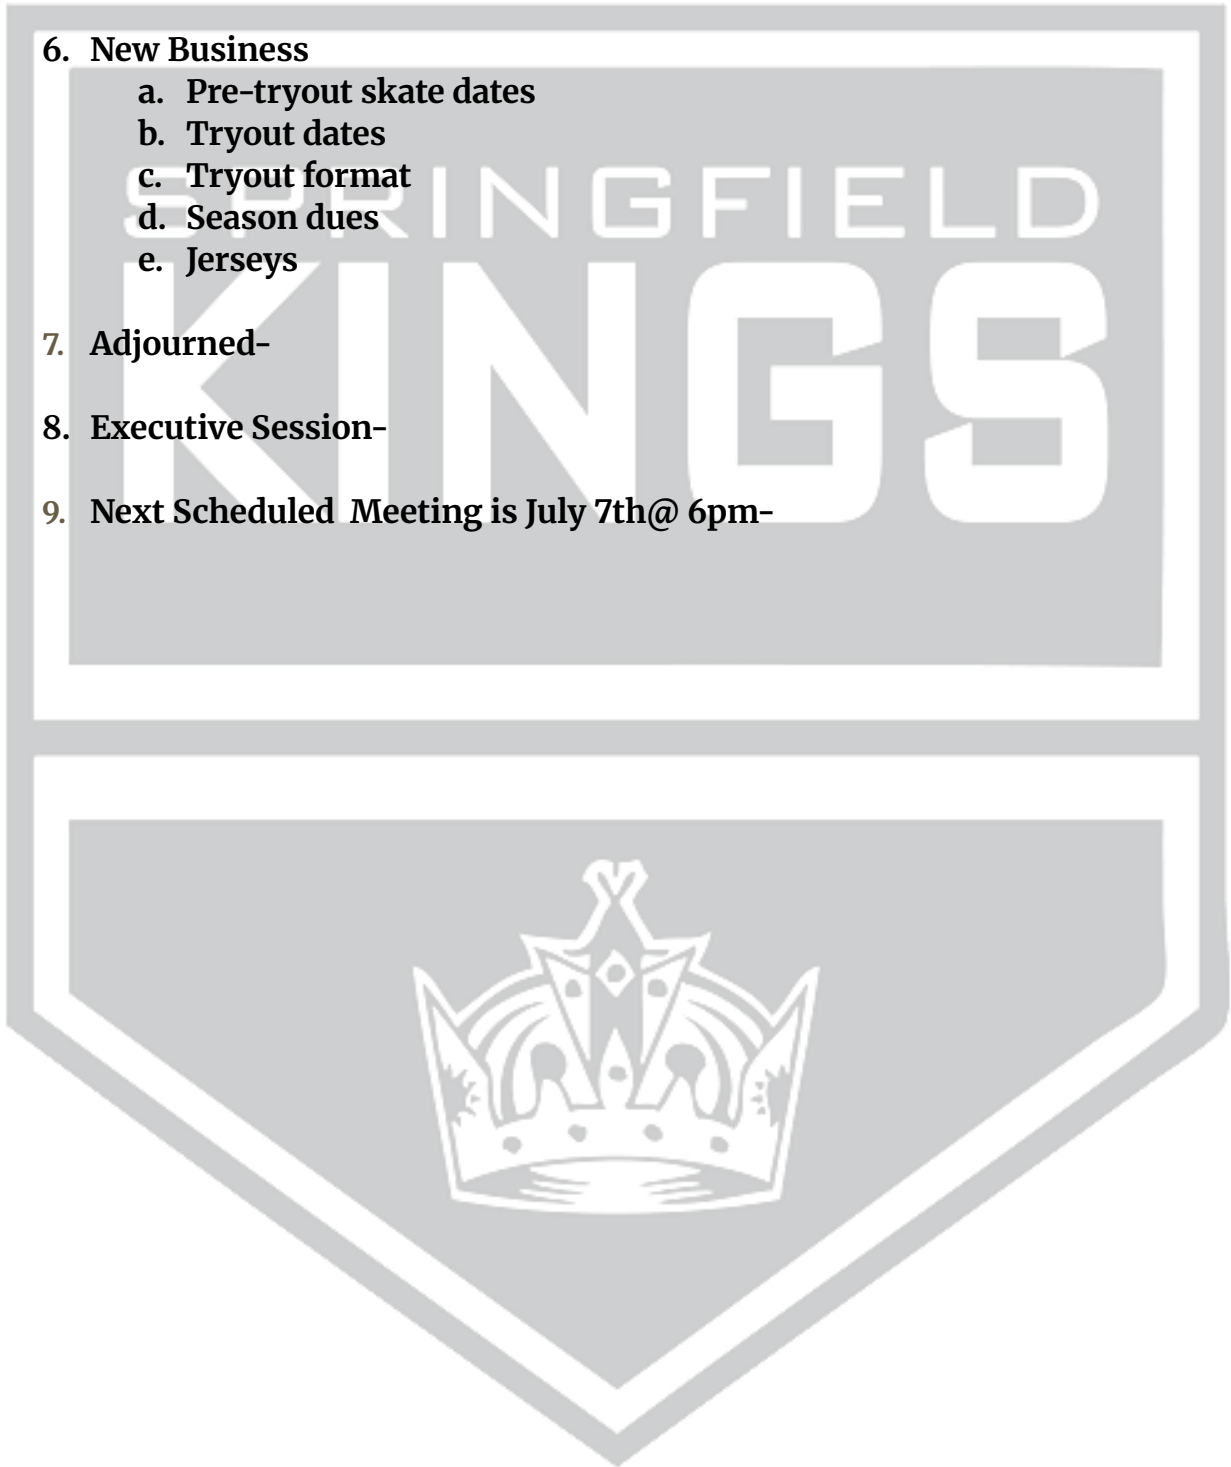 6. New Business
a. Pre-tryout skate dates
b. Tryout dates
c. Tryout format
d. Season dues
e. Jerseys
7. Adjourned-
8. Executive Session-
9. Next Scheduled  Meeting is July 7th@ 6pm-
SPRINGFIELD
KINGS